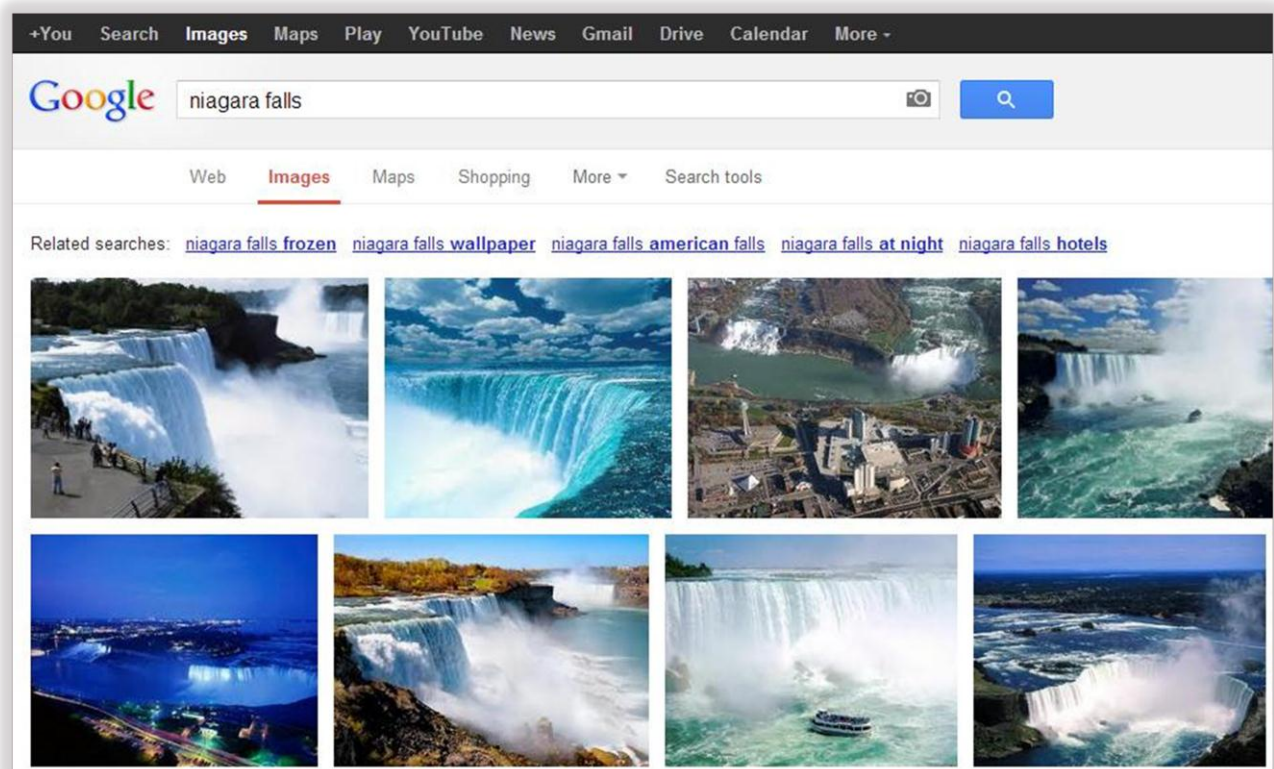 +You Search Images Maps Play YouTube News Gmail Drive Calendar More
Google niagara falls
Web Images Maps Shopping More Search tools
Related searches: niagara falls frozen niagara falls wallpaper niagara falls american falls niagara falls at night niagara falls hotels